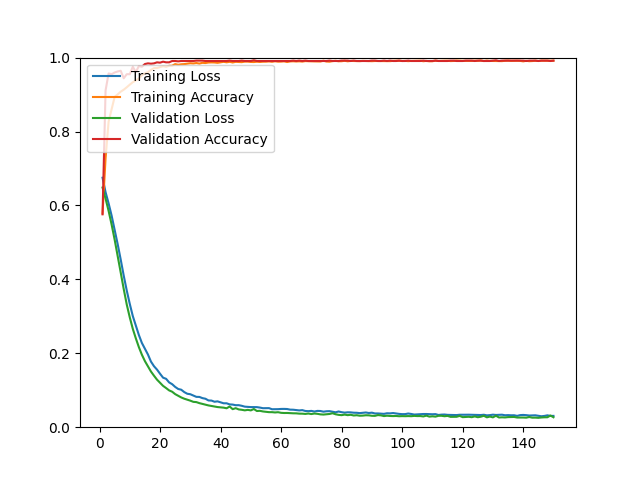 1.0
0.8
0.6
0.4
0.2
0.0
Training Loss
Training Accuracy
Validation Loss
Validation Accuracy
0 20 40 60 80 100 120 140